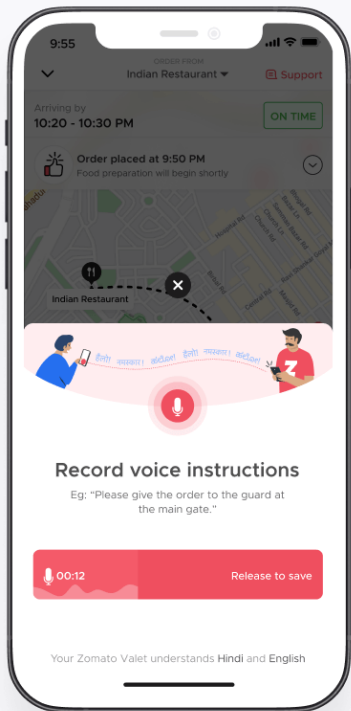 9:55
ORDER FROM
Indian Restaurant
Support
Arriving by
10:20 - 10:30 PM
ON TIME
Order placed at 9:50 PM
Food preparation will begin shortly
Indian Restaurant
हैलो! नमस्कार!
हैलो! नमस्कार!
Z
Record voice instructions
Eg: "Please give the order to the guard at
the main gate."
00:12
Release to save
Your Zomato Valet understands Hindi and English